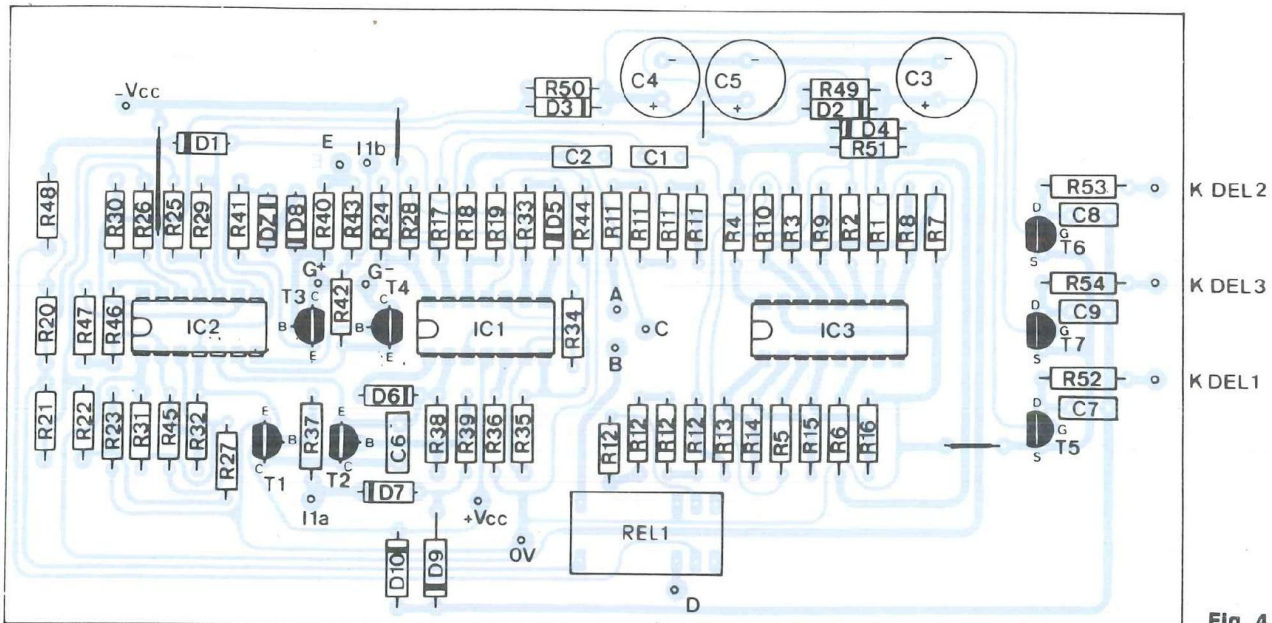 C4 - C5 - C3 -
+ + +
R50 R49
D3 D2
D4
R51
-Vcc
D1 E I1b C2 C1
R48 R30 R26 R25 R29 R41 DZ D8 R40 R43 R24 R28 R17 R18 R19 R33 D5 R44 R11 R11 R11 R11 R4 R10 R3 R9 R2 R1 R8 R7
R53 K DEL2
D C8
G T6
S
G+ G-
R54 K DEL3
D C9
G T7
S
R20 R47 R46 IC2 T3 C B E R42 T4 C B E IC1 R34 A C B IC3
R52 K DEL1
D C7
G T5
S
R21 R22 R23 R31 R45 R32 R27 E B C T1 R37 E B C T2 D6 C6 R38 R39 R36 R35 R12 R12 R12 R12 R13 R14 R5 R15 R6 R16
D7
I1a +Vcc
0V
REL1
D10 D9
D
Fig. 4